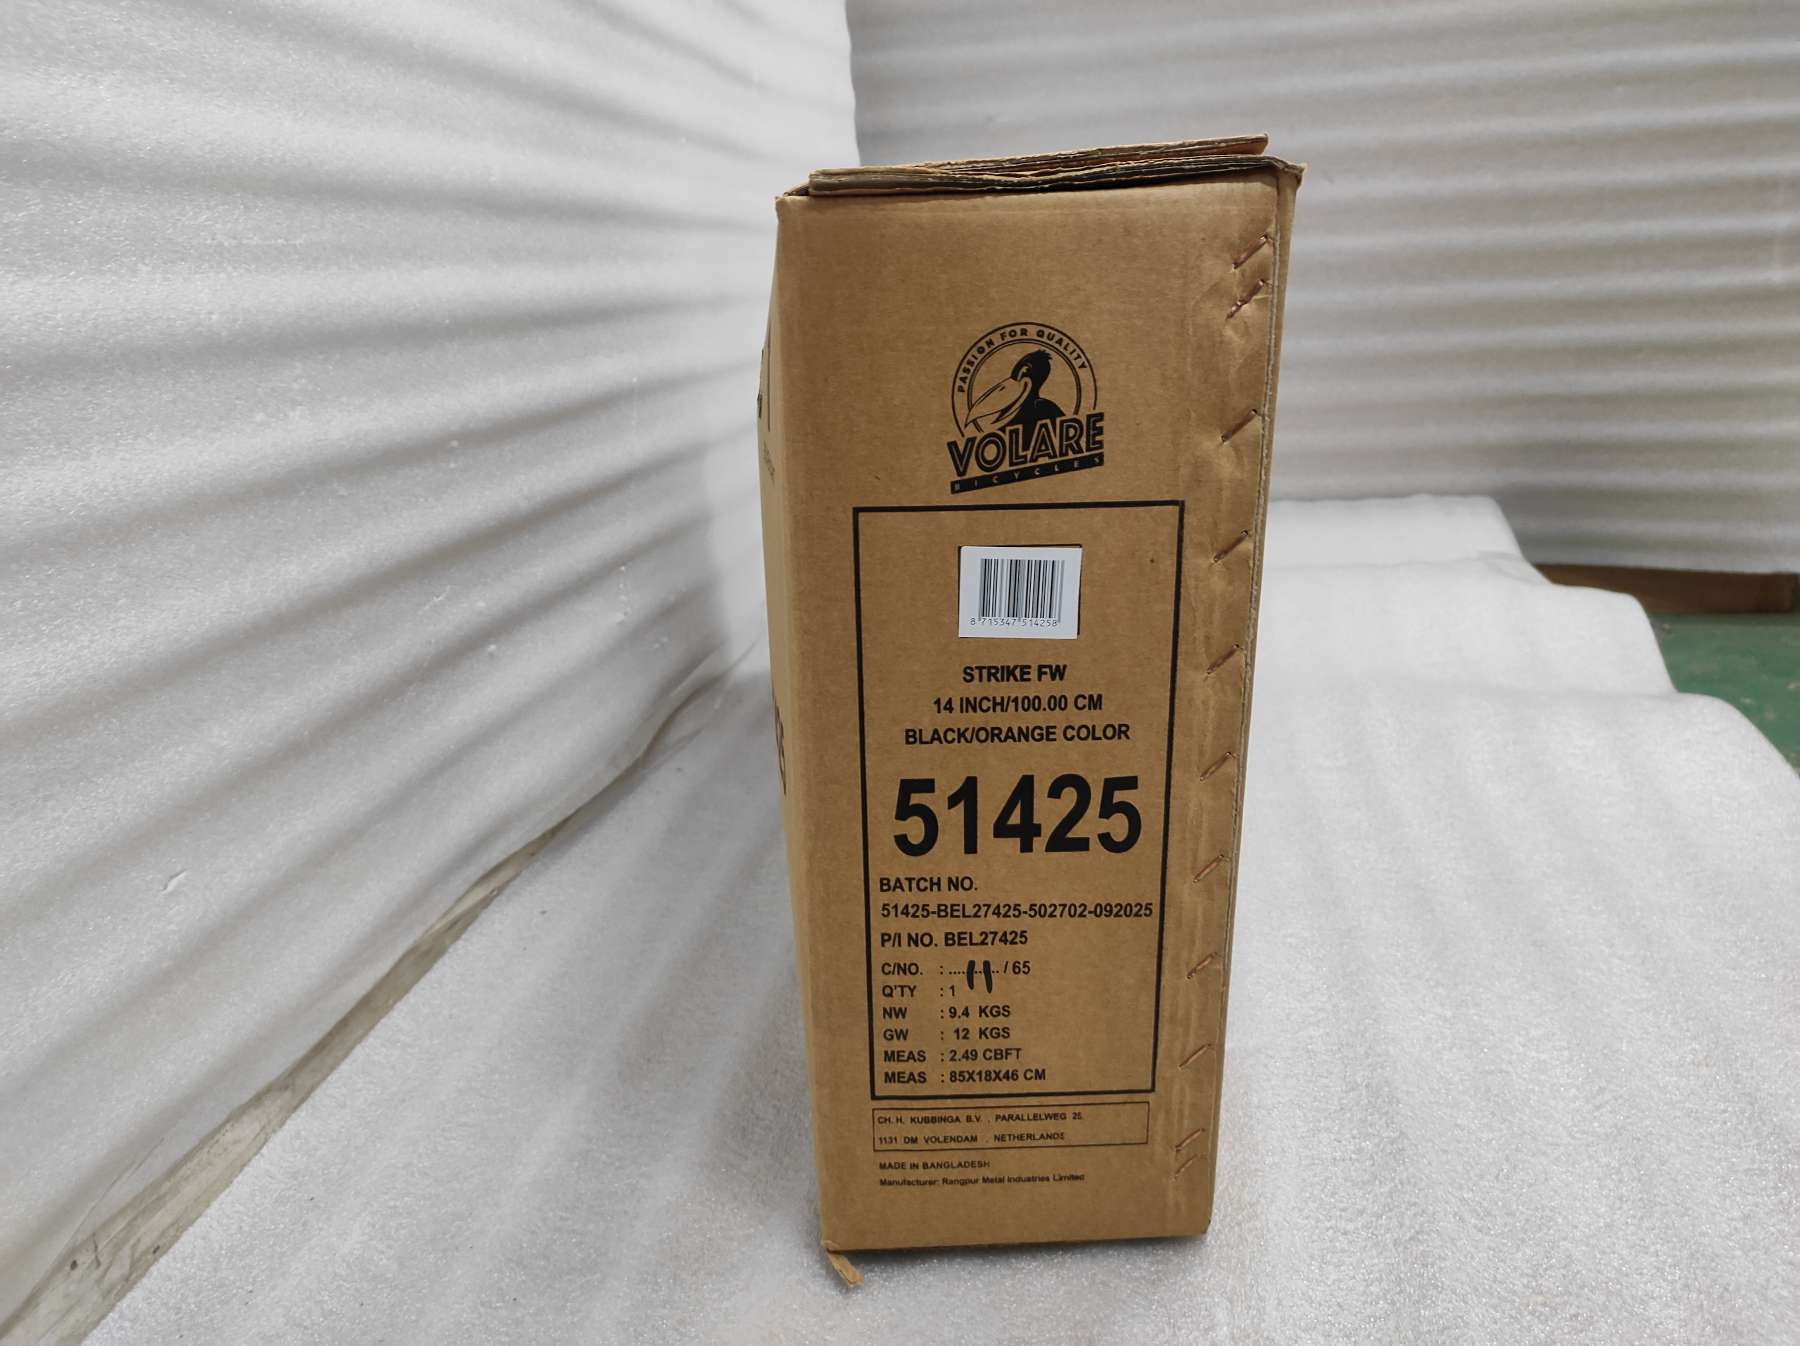 PASSION FOR QUALITY
VOLARE
BICYCLES
8 715347 514258
STRIKE FW
14 INCH/100.00 CM
BLACK/ORANGE COLOR
51425
BATCH NO.
51425-BEL27425-502702-092025
P/I NO. BEL27425
C/NO. : ....11.. / 65
Q'TY : 1
NW : 9.4 KGS
GW : 12 KGS
MEAS : 2.49 CBFT
MEAS : 85X18X46 CM
CH. H. KUBBINGA B.V. , PARALLELWEG 25,
1131 DM VOLENDAM , NETHERLANDS
MADE IN BANGLADESH
Manufacturer: Rangpur Metal Industries Limited